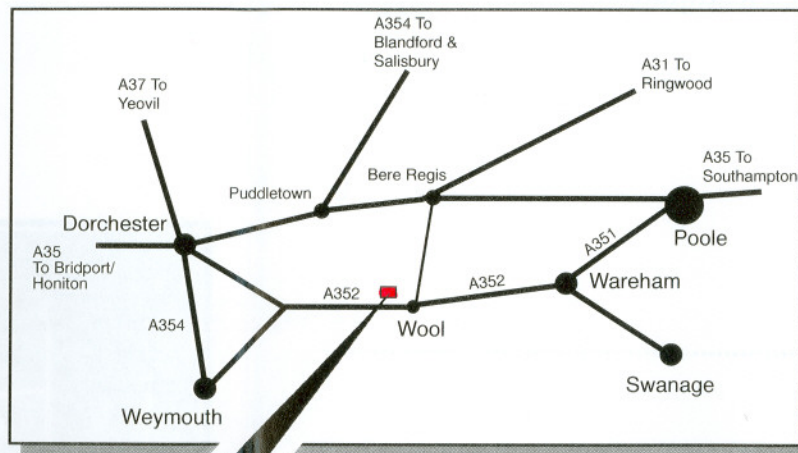 A354 To
Blandford &
Salisbury
A37 To
Yeovil
A31 To
Ringwood
A35 To
Southampton
Puddletown
Bere Regis
Dorchester
Poole
A35
To Bridport/
Honiton
A351
A352
A352
Wareham
A354
Wool
Swanage
Weymouth